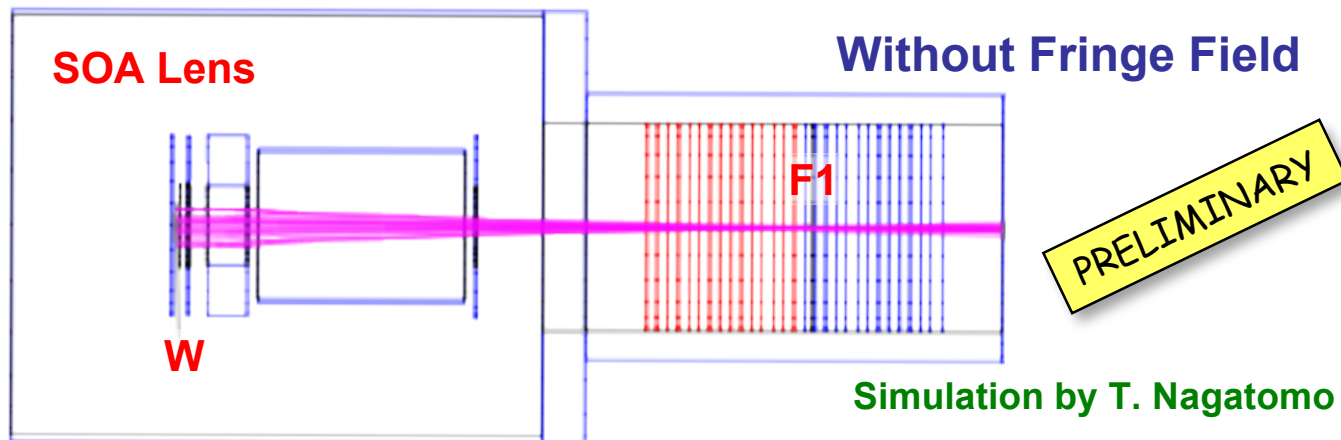 SOA Lens
Without Fringe Field
F1
PRELIMINARY
W
Simulation by T. Nagatomo